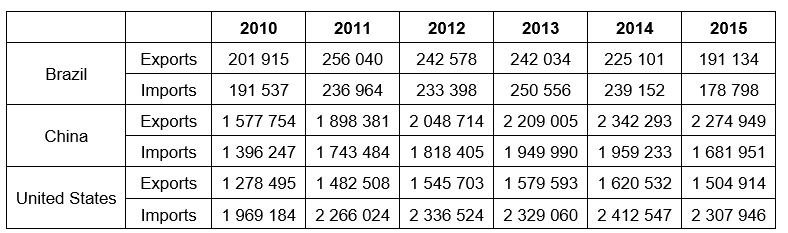 2010 2011 2012 2013 2014 2015
Brazil Exports 201 915 256 040 242 578 242 034 225 101 191 134
Imports 191 537 236 964 233 398 250 556 239 152 178 798
China Exports 1 577 754 1 898 381 2 048 714 2 209 005 2 342 293 2 274 949
Imports 1 396 247 1 743 484 1 818 405 1 949 990 1 959 233 1 681 951
United States Exports 1 278 495 1 482 508 1 545 703 1 579 593 1 620 532 1 504 914
Imports 1 969 184 2 266 024 2 336 524 2 329 060 2 412 547 2 307 946